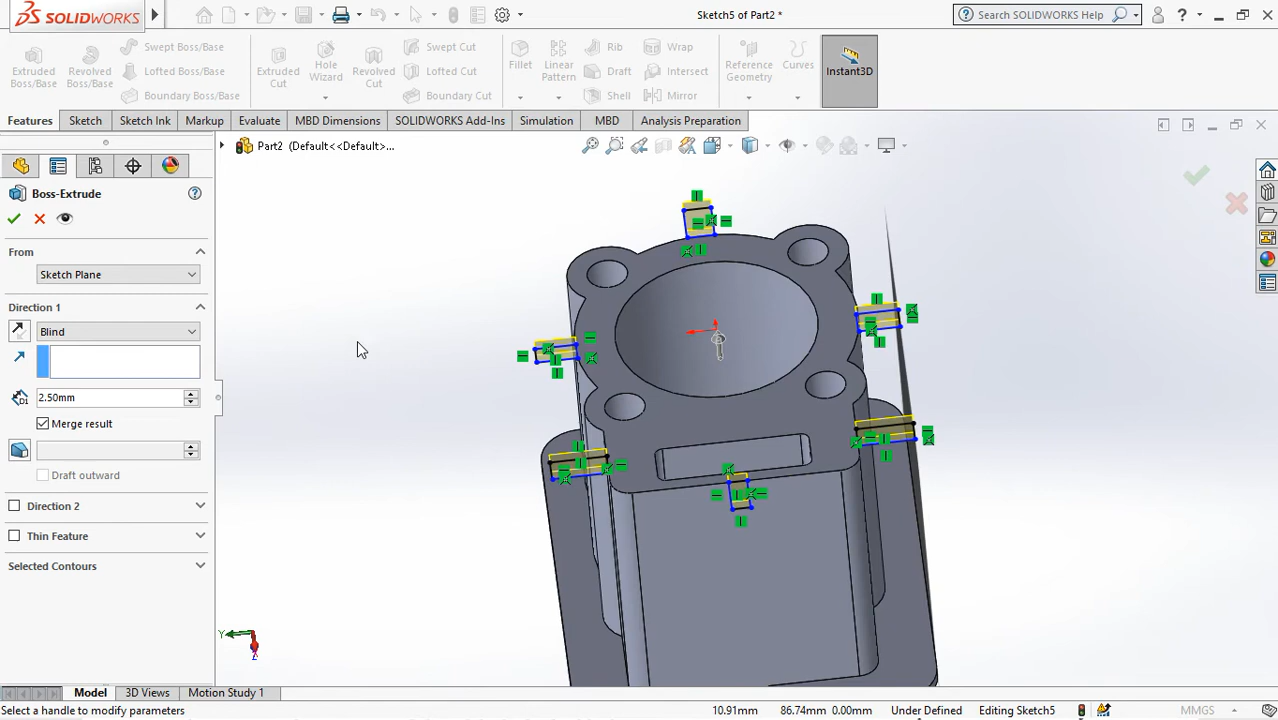 SOLIDWORKS
Sketch5 of Part2 *
Search SOLIDWORKS Help
Extruded Boss/Base
Revolved Boss/Base
Swept Boss/Base
Lofted Boss/Base
Boundary Boss/Base
Extruded Cut
Hole Wizard
Revolved Cut
Swept Cut
Lofted Cut
Boundary Cut
Fillet
Linear Pattern
Rib
Draft
Shell
Wrap
Intersect
Mirror
Reference Geometry
Curves
Instant3D
Features Sketch Sketch Ink Markup Evaluate MBD Dimensions SOLIDWORKS Add-Ins Simulation MBD Analysis Preparation
Part2 (Default<<Default>...
Boss-Extrude
From
Sketch Plane
Direction 1
Blind
2.50mm
Merge result
Draft outward
Direction 2
Thin Feature
Selected Contours
Y
Model 3D Views Motion Study 1
Select a handle to modify parameters 10.91mm 86.74mm 0.00mm Under Defined Editing Sketch5 MMGS